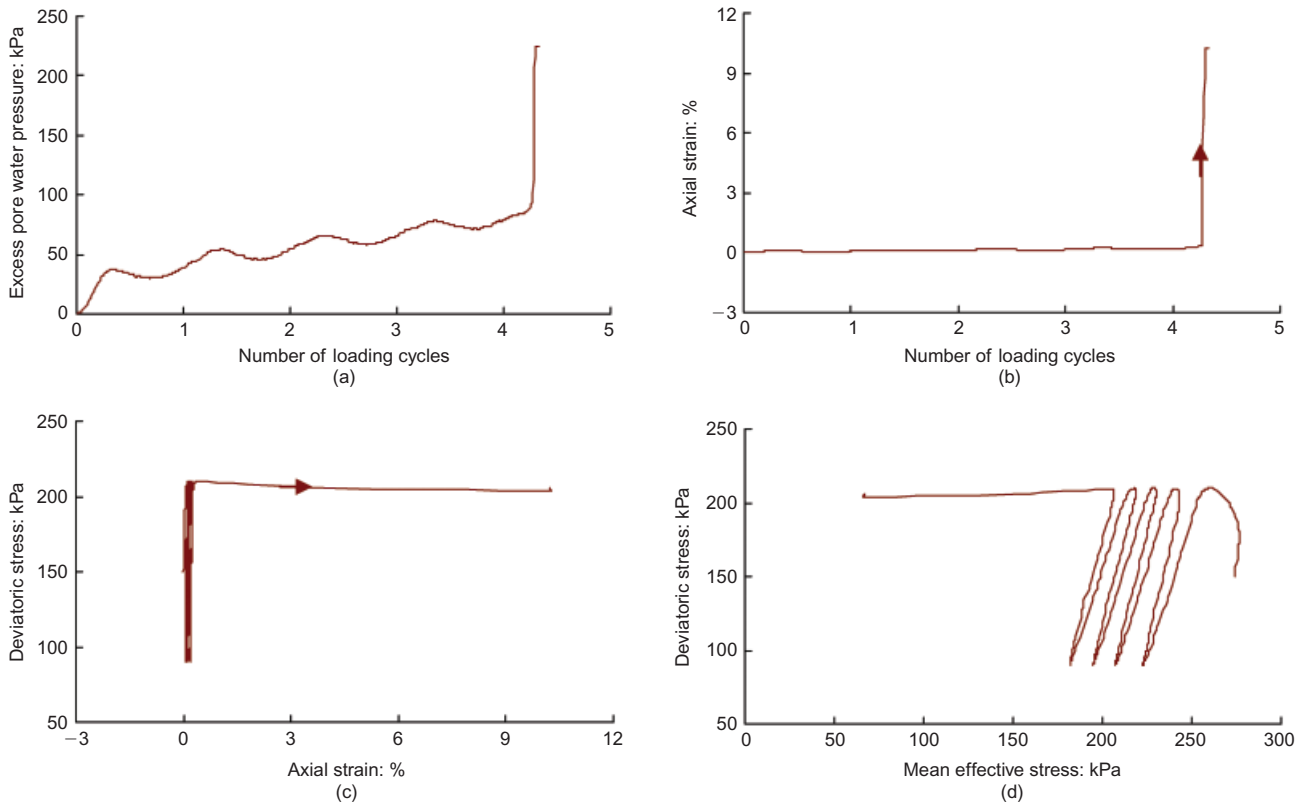 250
200
150
100
50
0
Excess pore water pressure: kPa
0 1 2 3 4 5
Number of loading cycles
(a)
12
9
6
3
0
−3
Axial strain: %
0 1 2 3 4 5
Number of loading cycles
(b)
250
200
150
100
50
Deviatoric stress: kPa
−3 0 3 6 9 12
Axial strain: %
(c)
250
200
150
100
50
Deviatoric stress: kPa
0 50 100 150 200 250 300
Mean effective stress: kPa
(d)